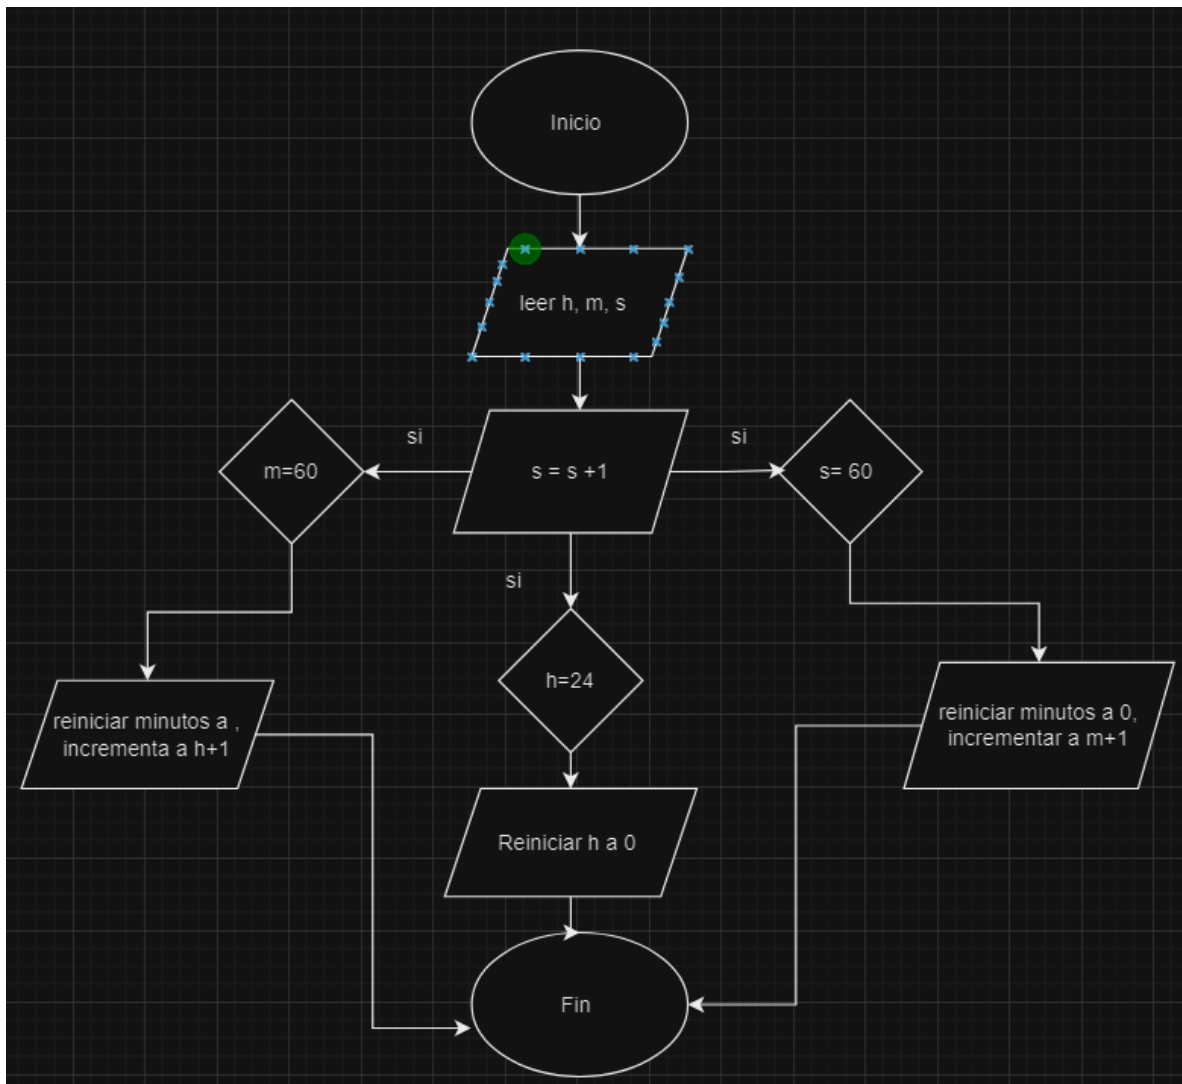 Inicio
leer h, m, s
si
si
m=60
s = s +1
s= 60
si
h=24
reiniciar minutos a ,
incrementa a h+1
reiniciar minutos a 0,
incrementar a m+1
Reiniciar h a 0
Fin